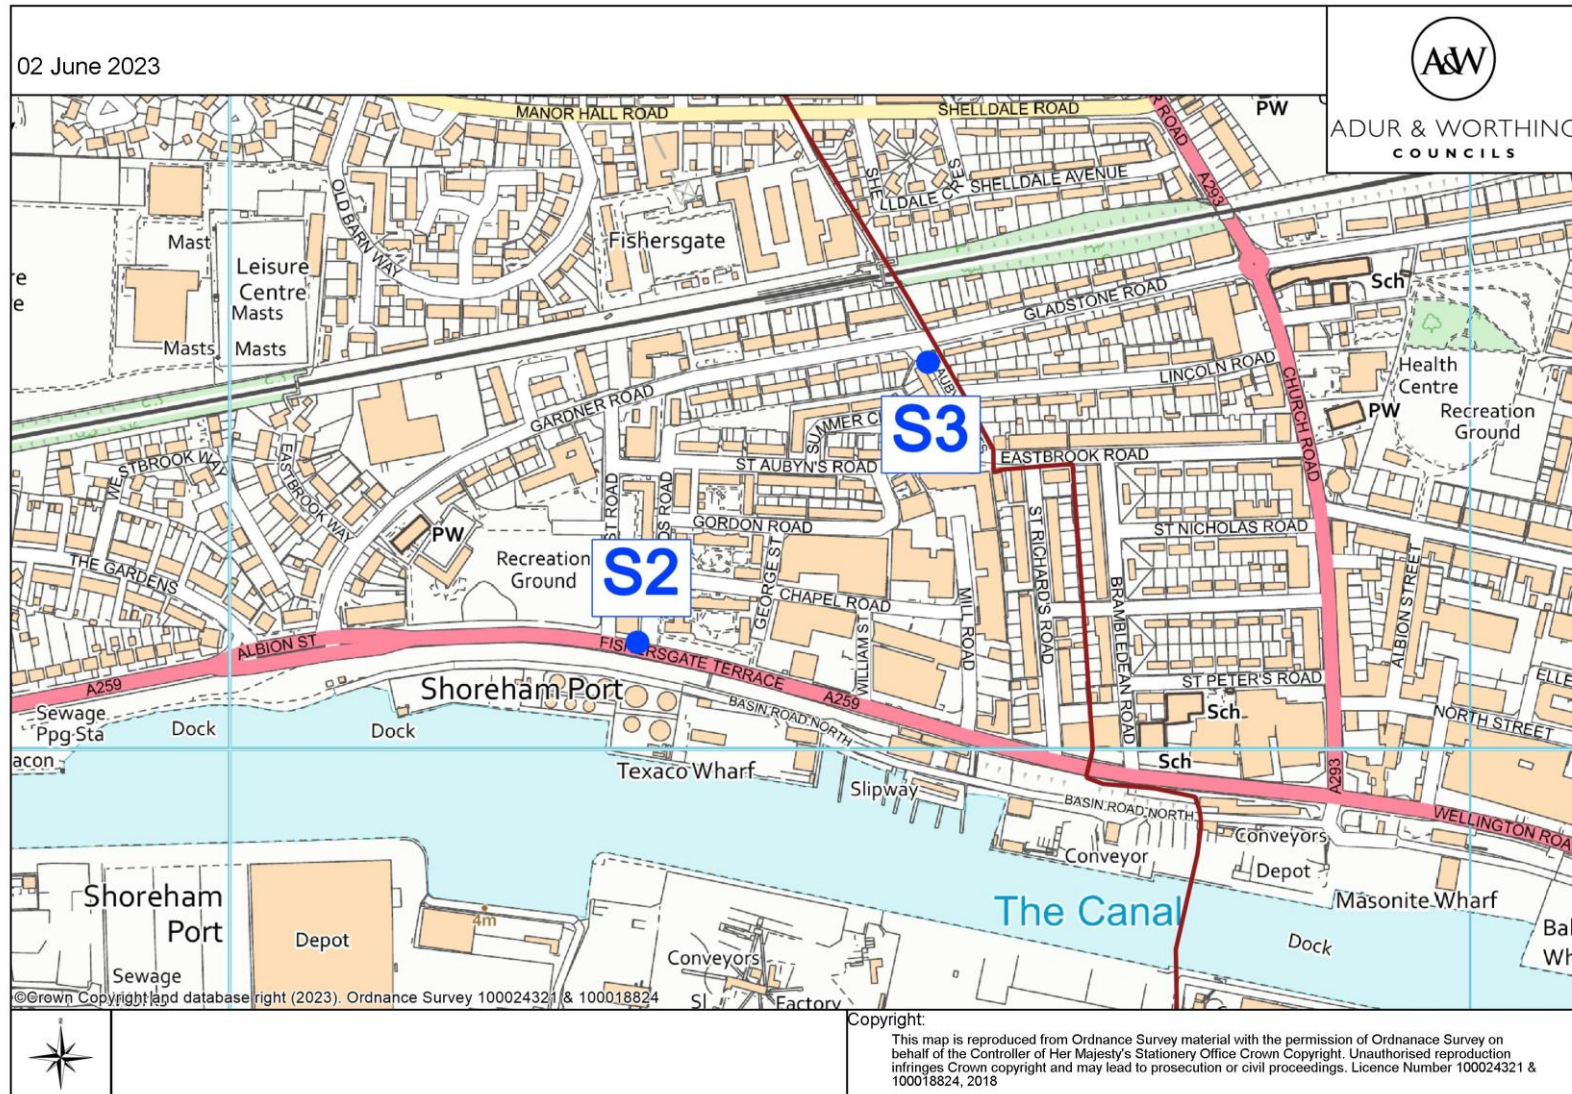 02 June 2023
A&W
ADUR & WORTHING
COUNCILS
MANOR HALL ROAD
SHELLDALE ROAD
PW
OLD BARN WAY
SHELLDALE CRES
SHELLDALE AVENUE
A293
Mast
Leisure
Centre
Masts
Masts
Masts
Fishersgate
GLADSTONE ROAD
Sch
GARDNER ROAD
LINCOLN ROAD
CHURCH ROAD
Health
Centre
PW
Recreation
Ground
S3
WESTBROOK WAY
EASTBROOK WAY
ST AUBYN'S ROAD
EASTBROOK ROAD
PW
GORDON ROAD
ST NICHOLAS ROAD
Recreation
Ground
S2
THE GARDENS
GEORGE ST
CHAPEL ROAD
WILLIAM ST
MILL ROAD
ST RICHARD'S ROAD
BRAMBLEDEAN ROAD
ALBION STREET
ALBION ST
FISHERSGATE TERRACE
ST PETER'S ROAD
A259
Shoreham Port
A259
Sch
NORTH STREET
Sewage
Ppg Sta
Dock
Dock
BASIN ROAD NORTH
Texaco Wharf
Slipway
Sch
A293
BASIN ROAD NORTH
WELLINGTON ROA
Conveyors
Conveyor
Depot
Masonite Wharf
Shoreham
Port
The Canal
Dock
4m
Depot
Conveyors
Sewage
Factory
©Crown Copyright and database right (2023). Ordnance Survey 100024321 & 100018824
Copyright:
This map is reproduced from Ordnance Survey material with the permission of Ordnanace Survey on
behalf of the Controller of Her Majesty's Stationery Office Crown Copyright. Unauthorised reproduction
infringes Crown copyright and may lead to prosecution or civil proceedings. Licence Number 100024321 &
100018824, 2018